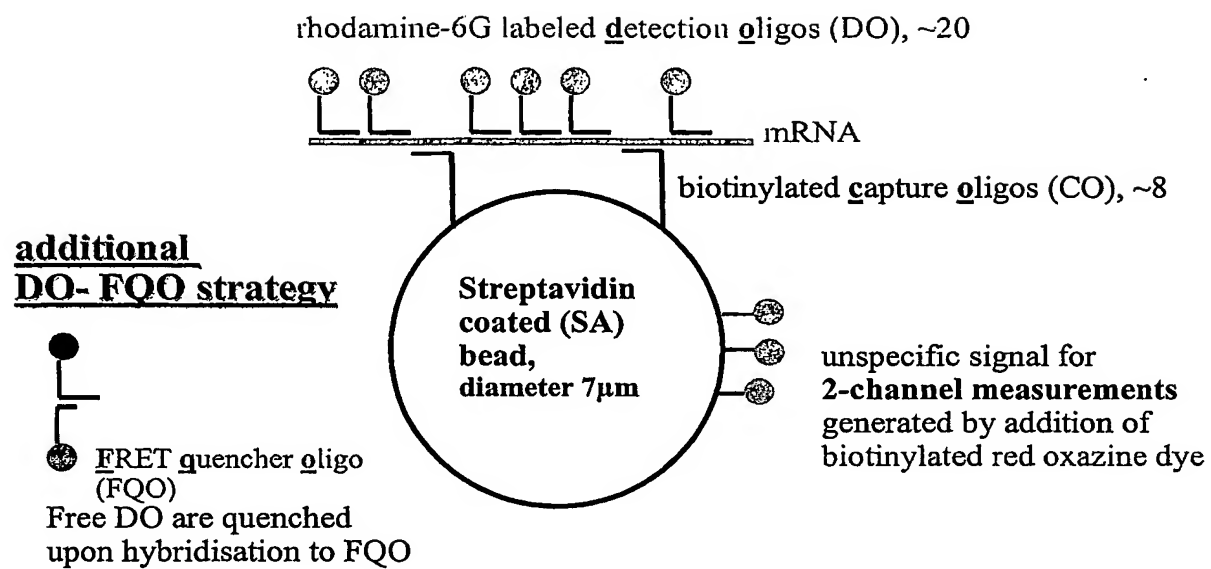 rhodamine-6G labeled detection oligos (DO), ~20
mRNA
biotinylated capture oligos (CO), ~8
additional
DO- FQO strategy
Streptavidin
coated (SA)
bead,
diameter 7µm
FRET quencher oligo
(FQO)
Free DO are quenched
upon hybridisation to FQO
unspecific signal for
2-channel measurements
generated by addition of
biotinylated red oxazine dye